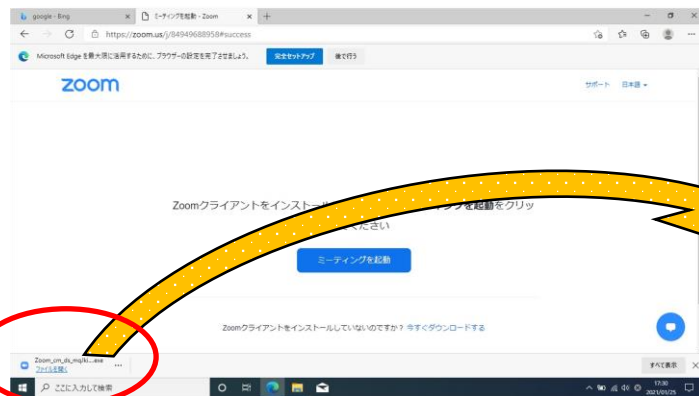 google - Bing
ミーティングを起動 - Zoom
https://zoom.us/j/84949688958#success
Microsoft Edge を最大限に活用するために、ブラウザーの設定を完了させましょう。 完全セットアップ 後で行う
zoom
サポート 日本語
Zoomクライアントをインストール を起動をクリッ
ください
ミーティングを起動
Zoomクライアントをインストールしていないのですか? 今すぐダウンロードする
ファイルを開く
すべて表示
ここに入力して検索
17:30
2021/01/25